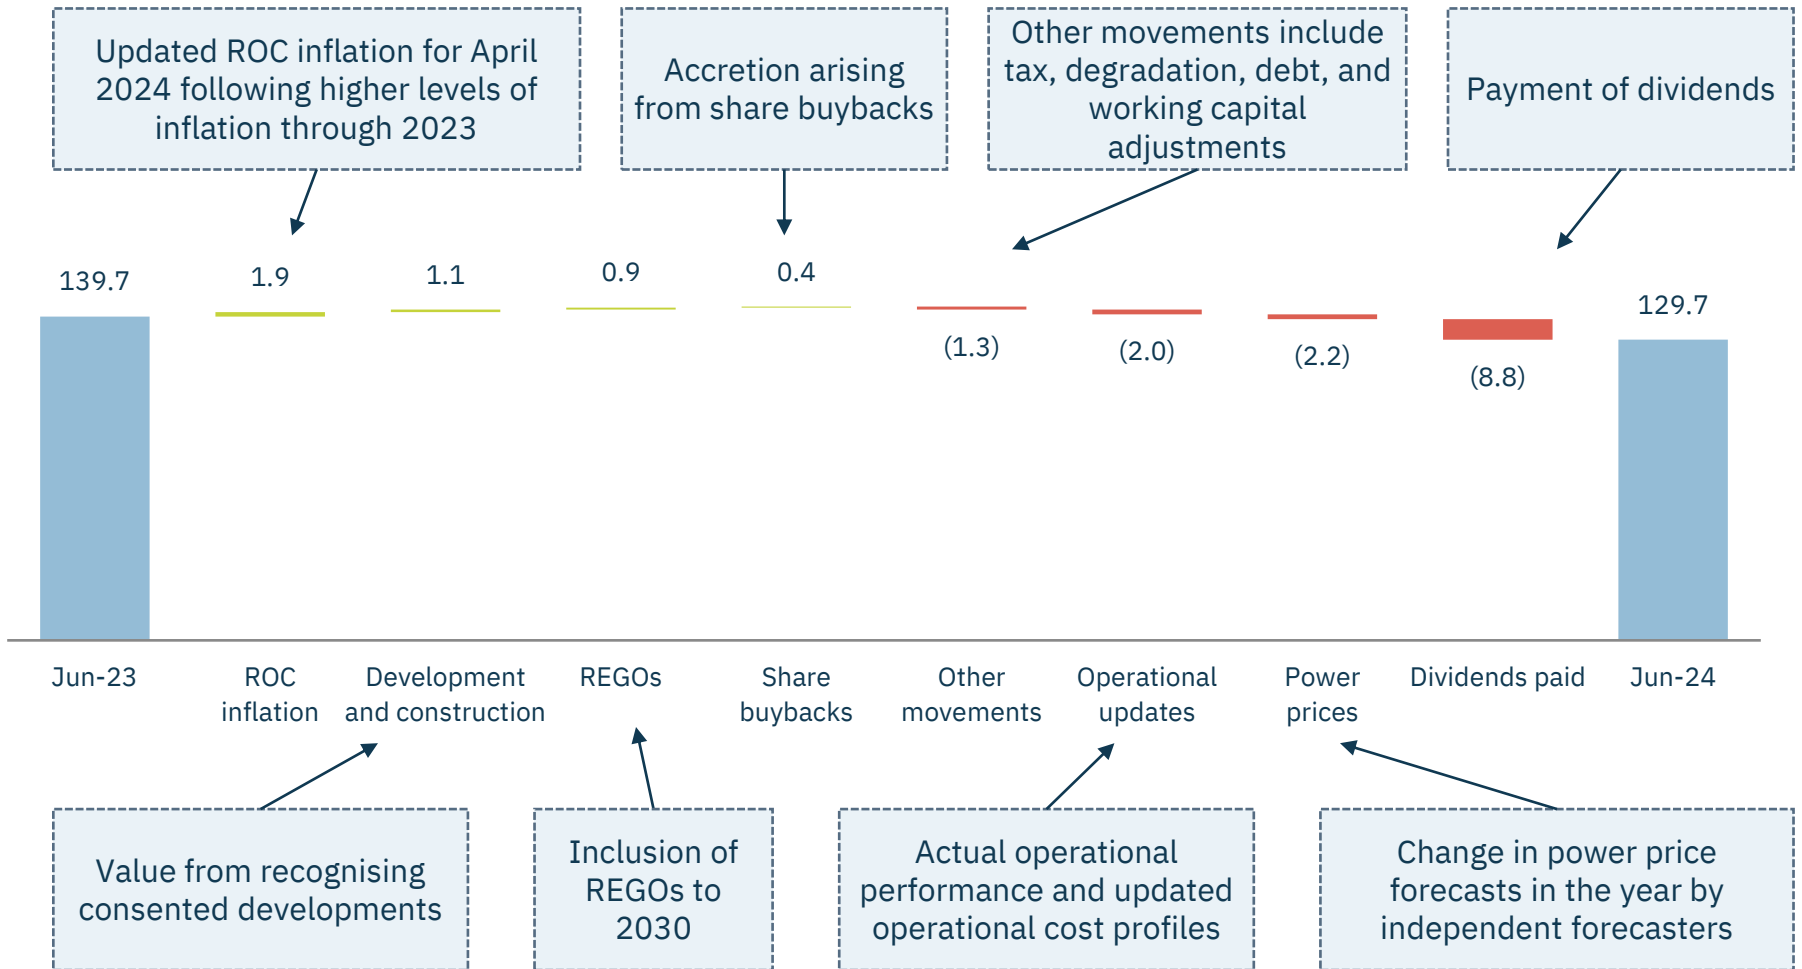 Updated ROC inflation for April
2024 following higher levels of
inflation through 2023
Accretion arising
from share buybacks
Other movements include
tax, degradation, debt, and
working capital
adjustments
Payment of dividends
139.7
1.9
1.1
0.9
0.4
(1.3)
(2.0)
(2.2)
(8.8)
129.7
Jun-23
ROC
inflation
Development
and construction
REGOs
Share
buybacks
Other
movements
Operational
updates
Power
prices
Dividends paid
Jun-24
Value from recognising
consented developments
Inclusion of
REGOs to
2030
Actual operational
performance and updated
operational cost profiles
Change in power price
forecasts in the year by
independent forecasters